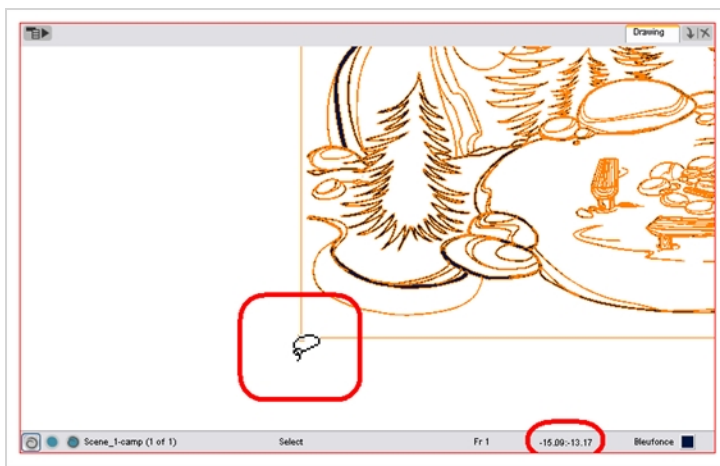 Drawing
Scene_1-camp (1 of 1) Select Fr 1 -15.09:-13.17 Bleufonce